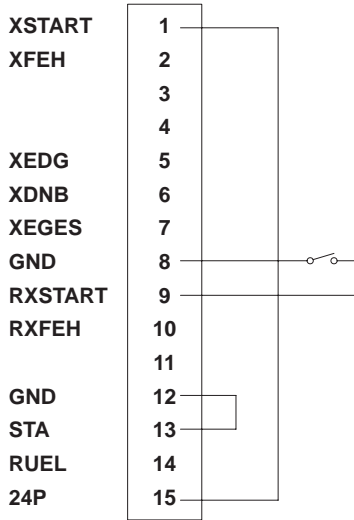 XSTART 1
XFEH 2
3
4
XEDG 5
XDNB 6
XEGES 7
GND 8
RXSTART 9
RXFEH 10
11
GND 12
STA 13
RUEL 14
24P 15